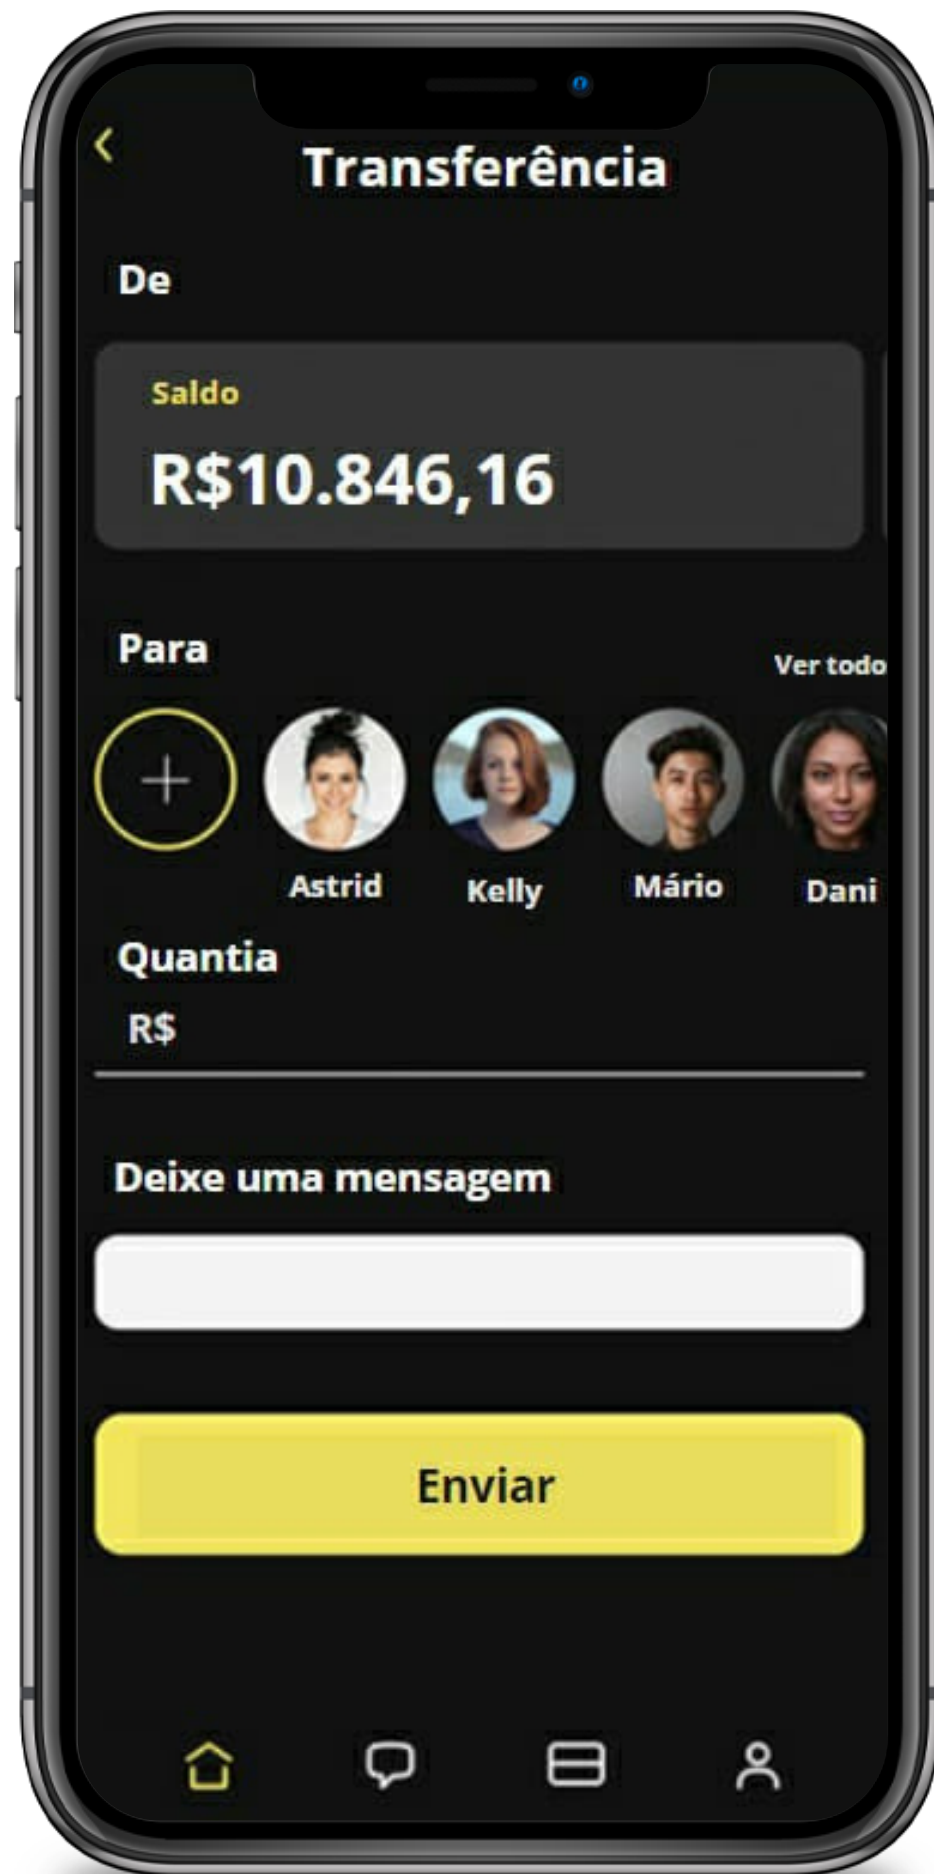 Transferência
De
Saldo
R$10.846,16
Para
Ver todo
Astrid
Kelly
Mário
Dani
Quantia
R$
Deixe uma mensagem
Enviar